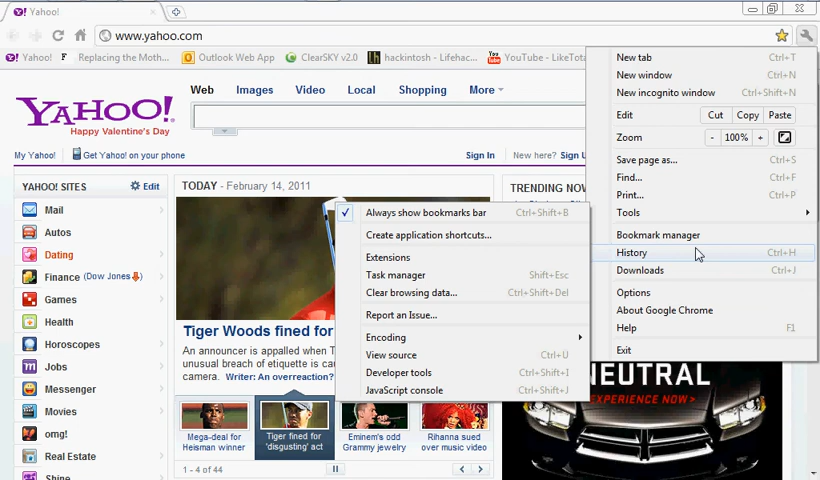 Yahoo!
www.yahoo.com
Yahoo!
Replacing the Moth...
Outlook Web App
ClearSKY v2.0
hackintosh - Lifehac...
YouTube - LikeTota
YAHOO!
Happy Valentine's Day
Web Images Video Local Shopping More
My Yahoo!
Get Yahoo! on your phone
Sign In
New here? Sign U
YAHOO! SITES
Edit
Mail
Autos
Dating
Finance (Dow Jones)
Games
Health
Horoscopes
Jobs
Messenger
Movies
omg!
Real Estate
Shine
TODAY - February 14, 2011
Tiger Woods fined for
An announcer is appalled when T
unusual breach of etiquette is cau
camera. Writer: An overreaction?
Mega-deal for
Heisman winner
Tiger fined for
'disgusting' act
Eminem's odd
Grammy jewelry
Rihanna sued
over music video
1 - 4 of 44
TRENDING NOW
NEUTRAL
EXPERIENCE NOW>
Always show bookmarks bar Ctrl+Shift+B
Create application shortcuts...
Extensions
Task manager Shift+Esc
Clear browsing data... Ctrl+Shift+Del
Report an Issue...
Encoding
View source Ctrl+U
Developer tools Ctrl+Shift+I
JavaScript console Ctrl+Shift+J
New tab Ctrl+T
New window Ctrl+N
New incognito window Ctrl+Shift+N
Edit Cut Copy Paste
Zoom - 100% +
Save page as... Ctrl+S
Find... Ctrl+F
Print... Ctrl+P
Tools
Bookmark manager
History Ctrl+H
Downloads Ctrl+J
Options
About Google Chrome
Help F1
Exit